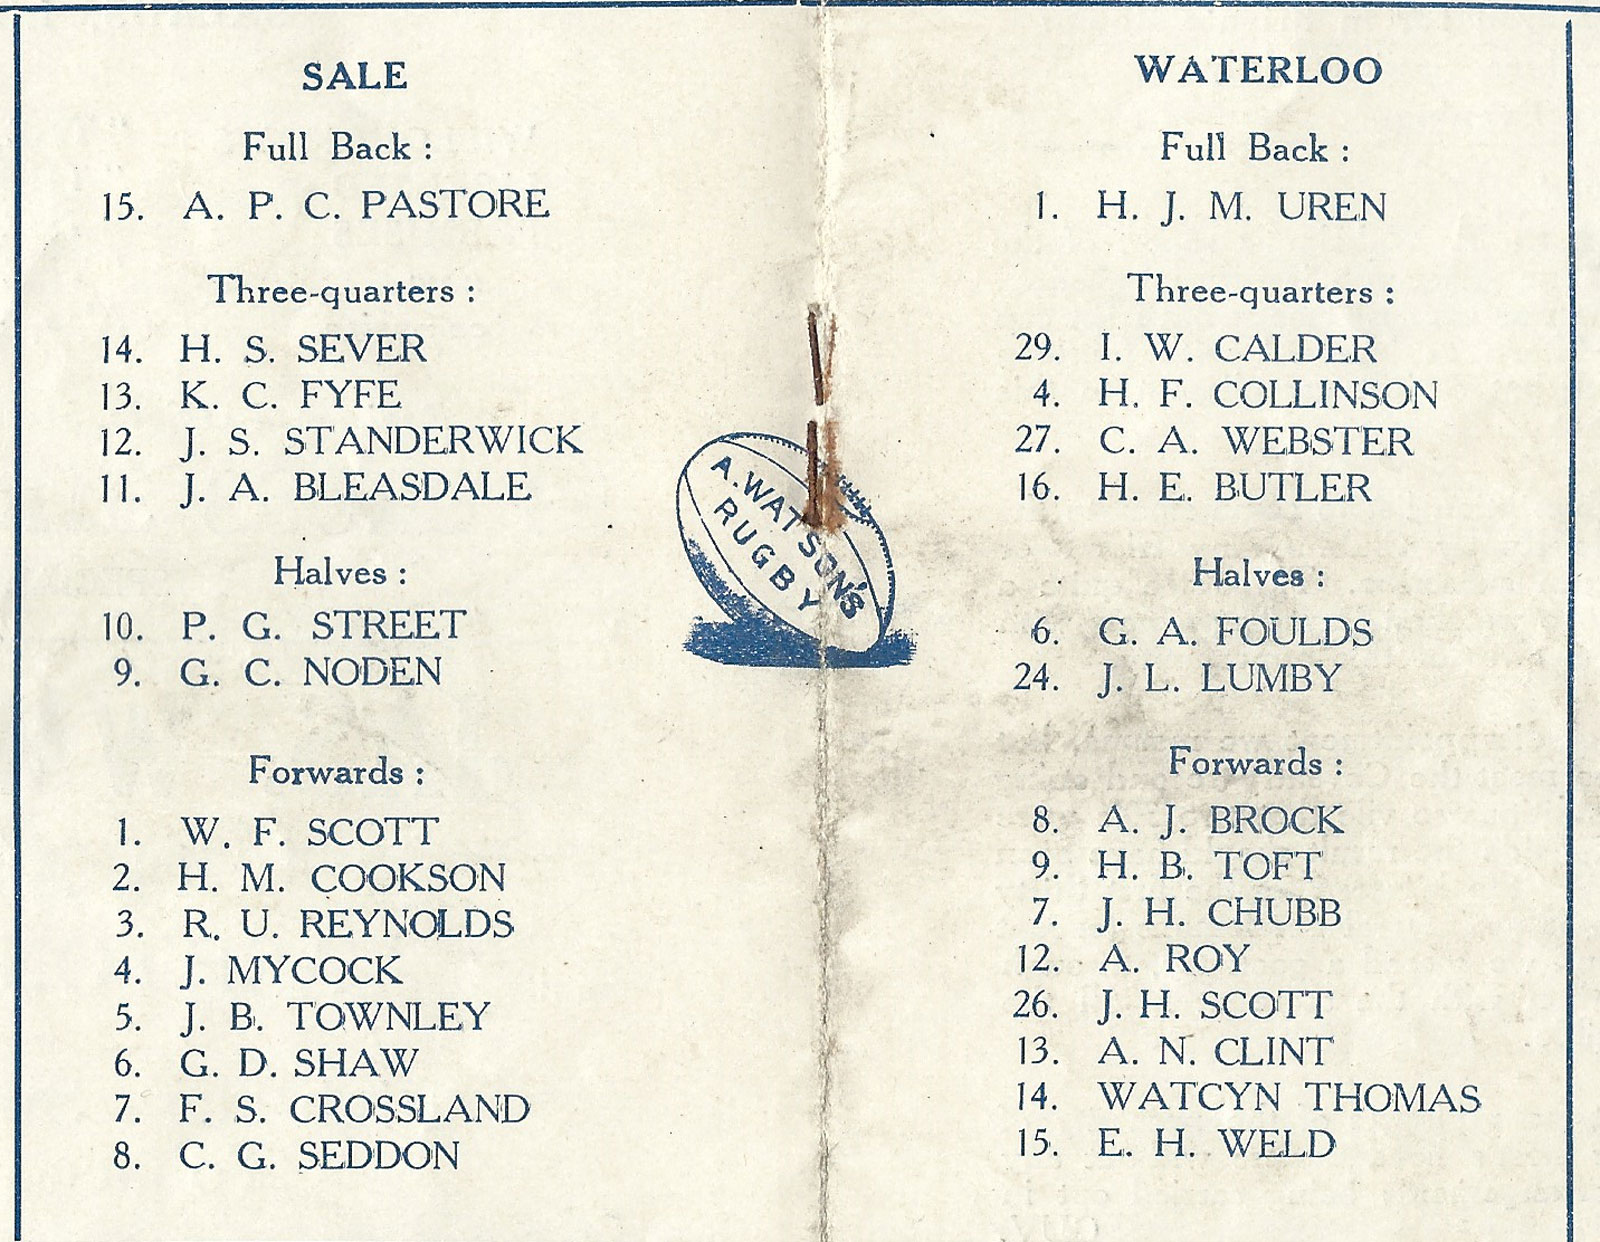 SALE
Full Back :
15. A. P. C. PASTORE
Three-quarters :
14. H. S. SEVER
13. K. C. FYFE
12. J. S. STANDERWICK
11. J. A. BLEASDALE
Halves :
10. P. G. STREET
9. G. C. NODEN
Forwards :
1. W. F. SCOTT
2. H. M. COOKSON
3. R. U. REYNOLDS
4. J. MYCOCK
5. J. B. TOWNLEY
6. G. D. SHAW
7. F. S. CROSSLAND
8. C. G. SEDDON
A. WATSON'S
RUGBY
WATERLOO
Full Back :
1. H. J. M. UREN
Three-quarters :
29. I. W. CALDER
4. H. F. COLLINSON
27. C. A. WEBSTER
16. H. E. BUTLER
Halves :
6. G. A. FOULDS
24. J. L. LUMBY
Forwards :
8. A. J. BROCK
9. H. B. TOFT
7. J. H. CHUBB
12. A. ROY
26. J. H. SCOTT
13. A. N. CLINT
14. WATCYN THOMAS
15. E. H. WELD